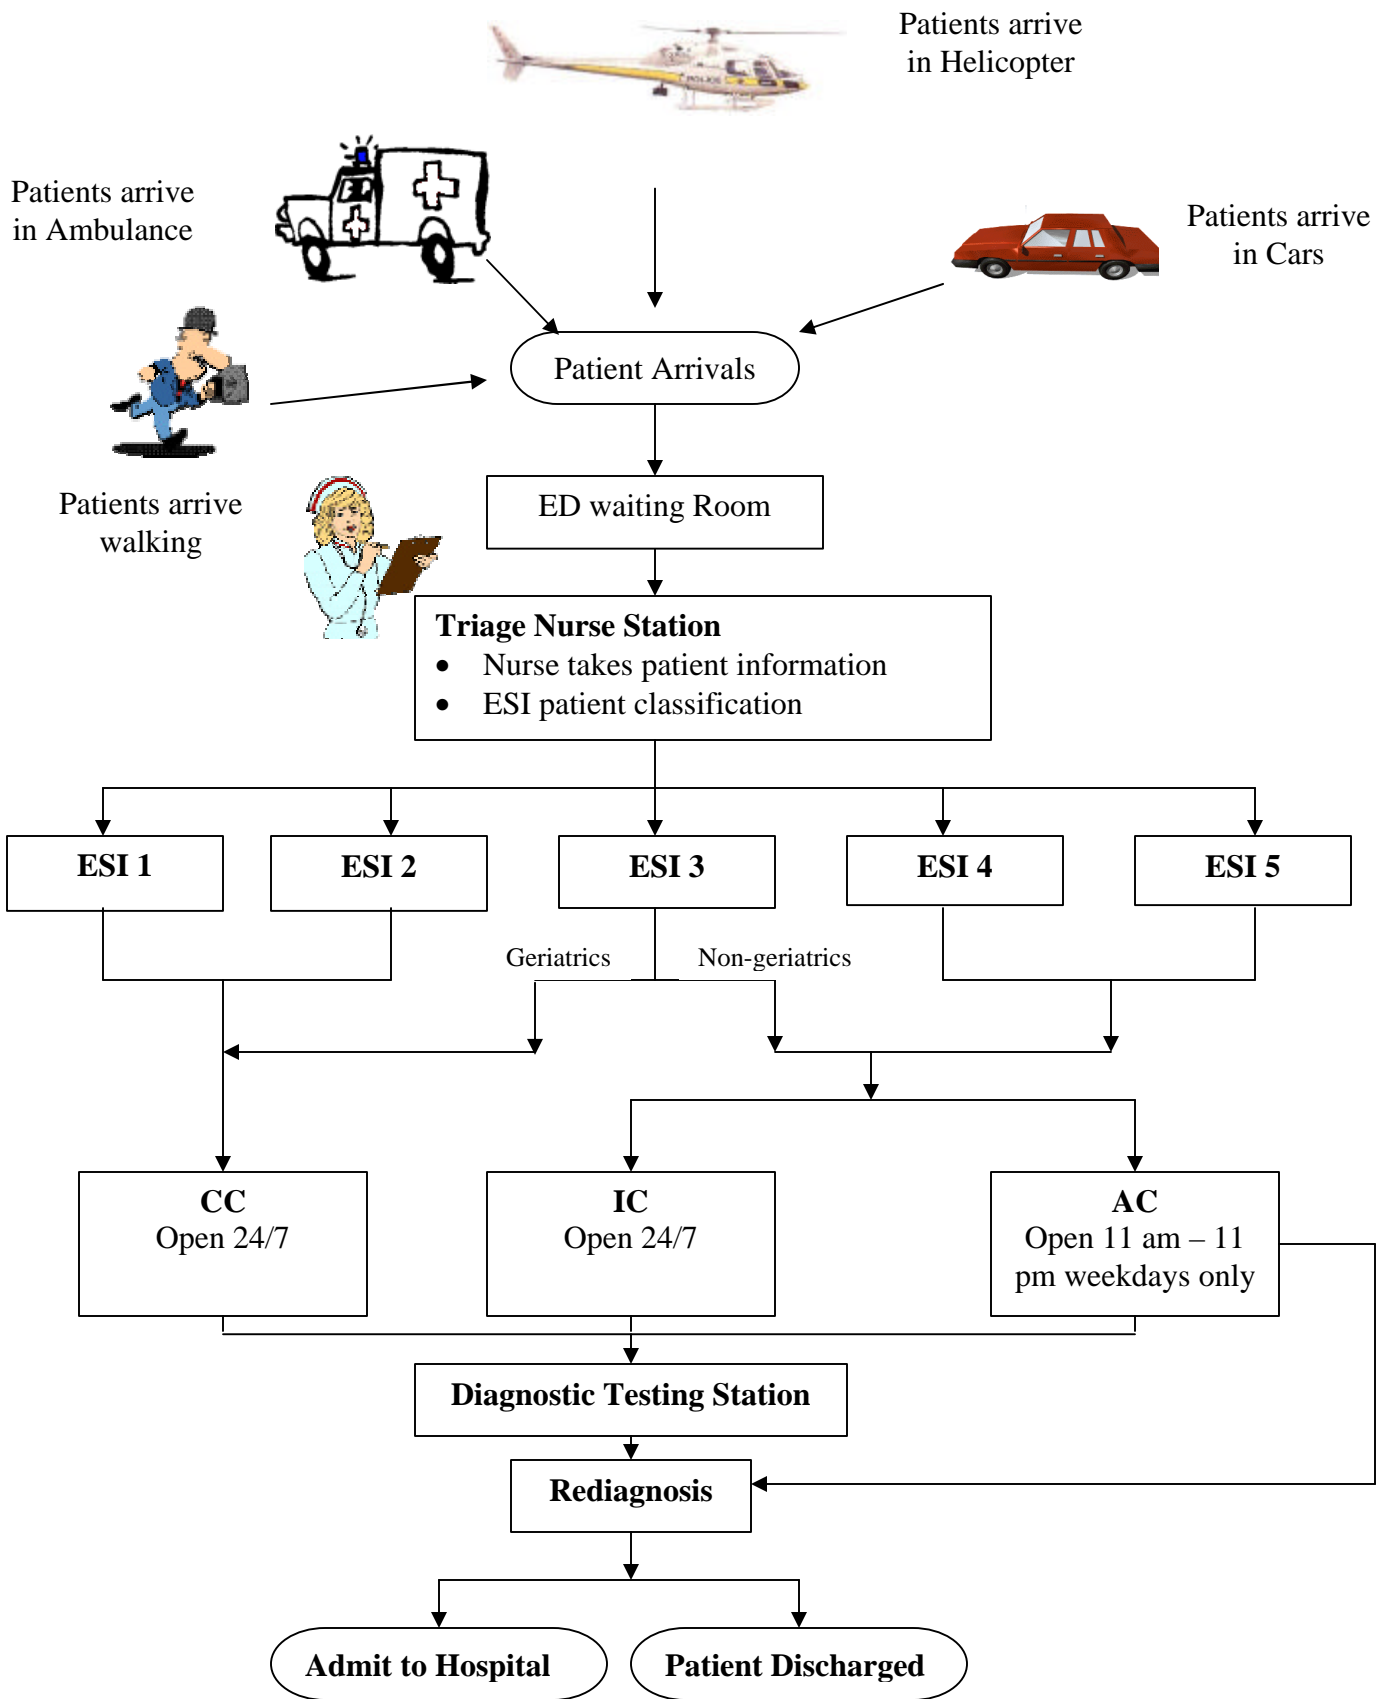 Patients arrive
in Helicopter
POLICE
Patients arrive
in Ambulance
Patients arrive
in Cars
Patient Arrivals
Patients arrive
walking
ED waiting Room
Triage Nurse Station
• Nurse takes patient information
• ESI patient classification
ESI 1
ESI 2
ESI 3
ESI 4
ESI 5
Geriatrics
Non-geriatrics
CC
Open 24/7
IC
Open 24/7
AC
Open 11 am – 11
pm weekdays only
Diagnostic Testing Station
Rediagnosis
Admit to Hospital
Patient Discharged